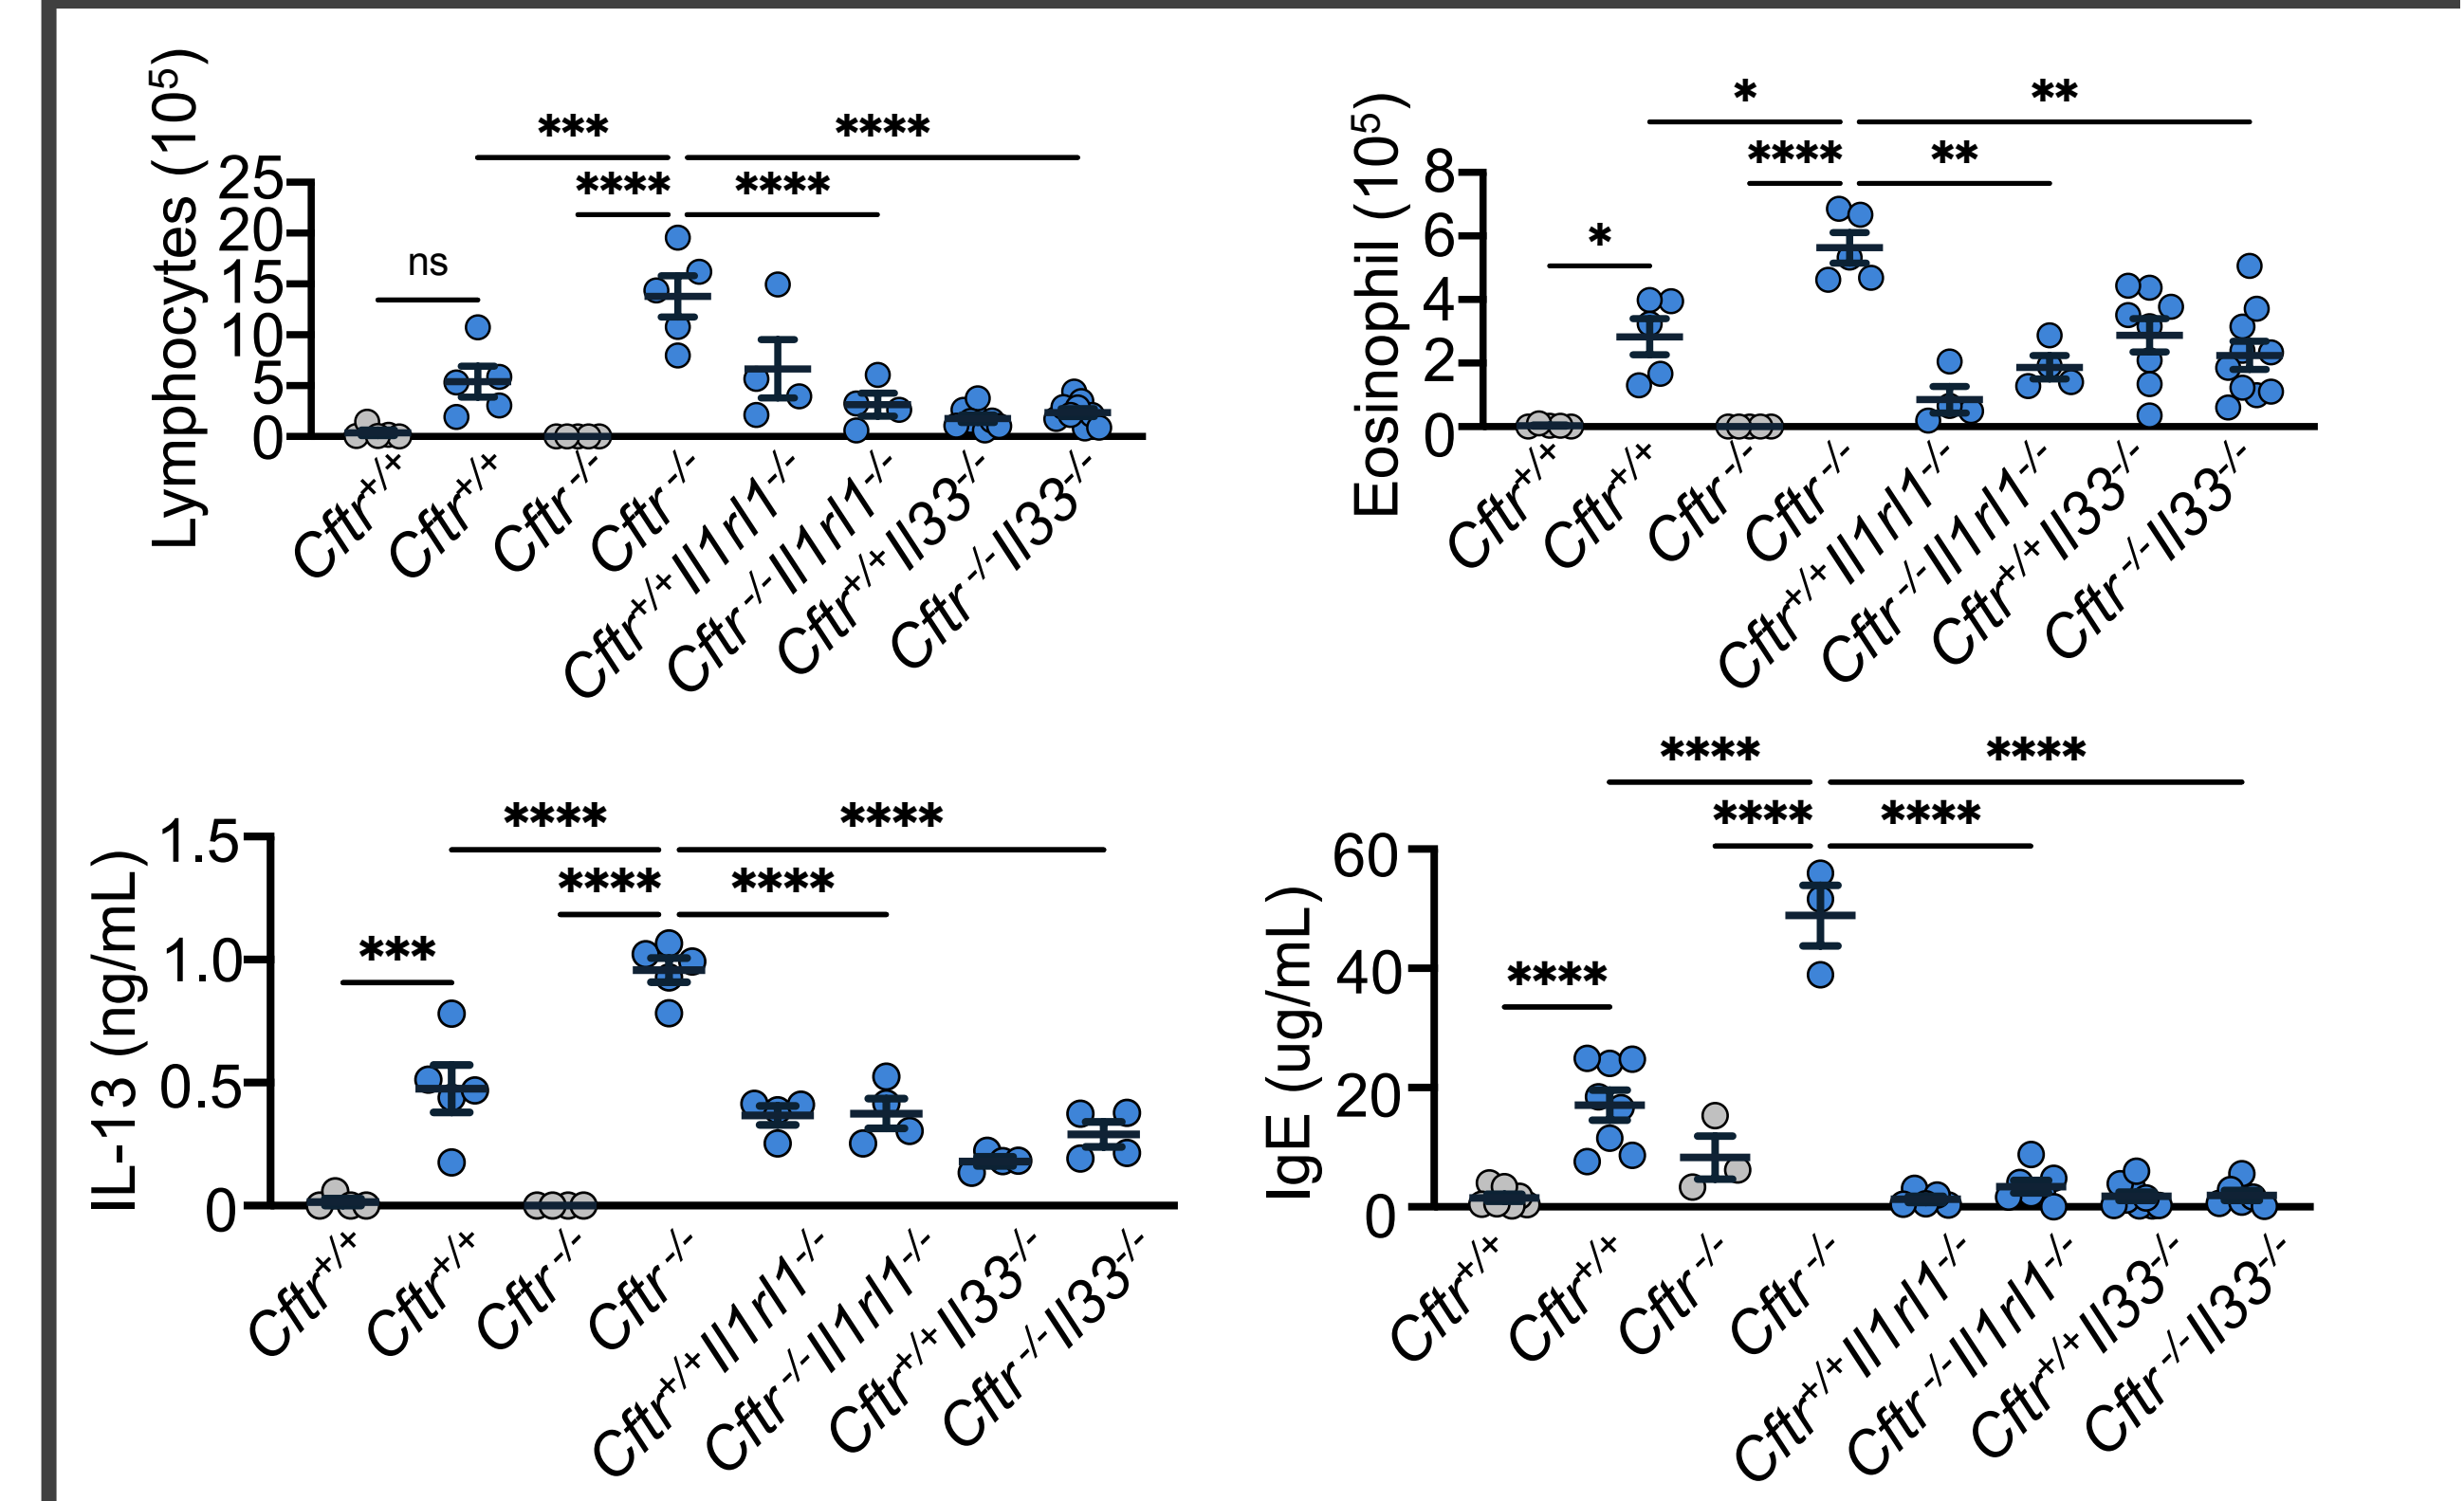 Lymphocytes (10⁵)
25
20
15
10
5
0
ns
***
****
****
****
Cftr+/+
Cftr+/+
Cftr-/-
Cftr-/-
Cftr+/+Il1rl1-/-
Cftr-/-Il1rl1-/-
Cftr+/+Il33-/-
Cftr-/-Il33-/-
Eosinophil (10⁵)
8
6
4
2
0
*
*
**
****
**
Cftr+/+
Cftr+/+
Cftr-/-
Cftr-/-
Cftr+/+Il1rl1-/-
Cftr-/-Il1rl1-/-
Cftr+/+Il33-/-
Cftr-/-Il33-/-
IL-13 (ng/mL)
1.5
1.0
0.5
0
***
****
****
****
****
Cftr+/+
Cftr+/+
Cftr-/-
Cftr-/-
Cftr+/+Il1rl1-/-
Cftr-/-Il1rl1-/-
Cftr+/+Il33-/-
Cftr-/-Il33-/-
IgE (ug/mL)
60
40
20
0
****
****
****
****
****
Cftr+/+
Cftr+/+
Cftr-/-
Cftr-/-
Cftr+/+Il1rl1-/-
Cftr-/-Il1rl1-/-
Cftr+/+Il33-/-
Cftr-/-Il33-/-